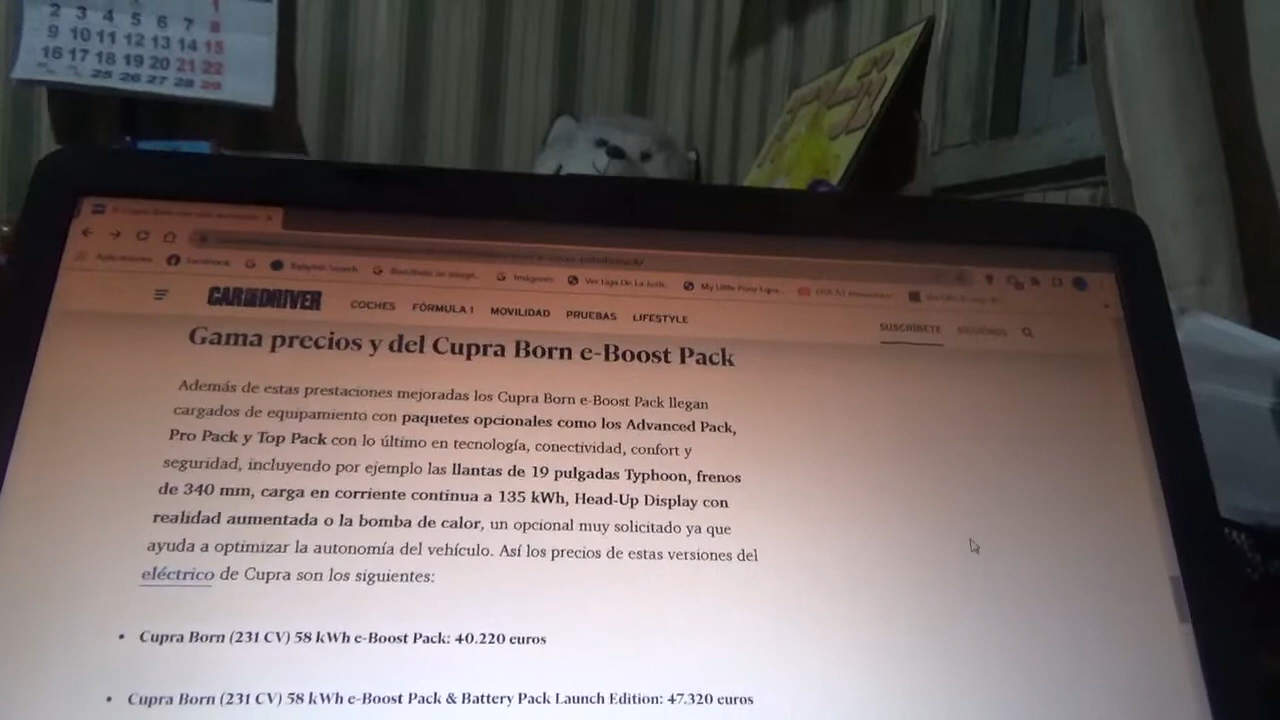 1
2 3 4 5 6 7 8
9 10 11 12 13 14 15
16 17 18 19 20 21 22
25 26 27 28 29
Aplicaciones Facebook Babylon Search Imágenes
CAR AND DRIVER COCHES FÓRMULA 1 MOVILIDAD PRUEBAS LIFESTYLE SUSCRÍBETE SÍGUENOS
Gama precios y del Cupra Born e-Boost Pack
Además de estas prestaciones mejoradas los Cupra Born e-Boost Pack llegan
cargados de equipamiento con paquetes opcionales como los Advanced Pack,
Pro Pack y Top Pack con lo último en tecnología, conectividad, confort y
seguridad, incluyendo por ejemplo las llantas de 19 pulgadas Typhoon, frenos
de 340 mm, carga en corriente continua a 135 kWh, Head-Up Display con
realidad aumentada o la bomba de calor, un opcional muy solicitado ya que
ayuda a optimizar la autonomía del vehículo. Así los precios de estas versiones del
eléctrico de Cupra son los siguientes:
• Cupra Born (231 CV) 58 kWh e-Boost Pack: 40.220 euros
• Cupra Born (231 CV) 58 kWh e-Boost Pack & Battery Pack Launch Edition: 47.320 euros